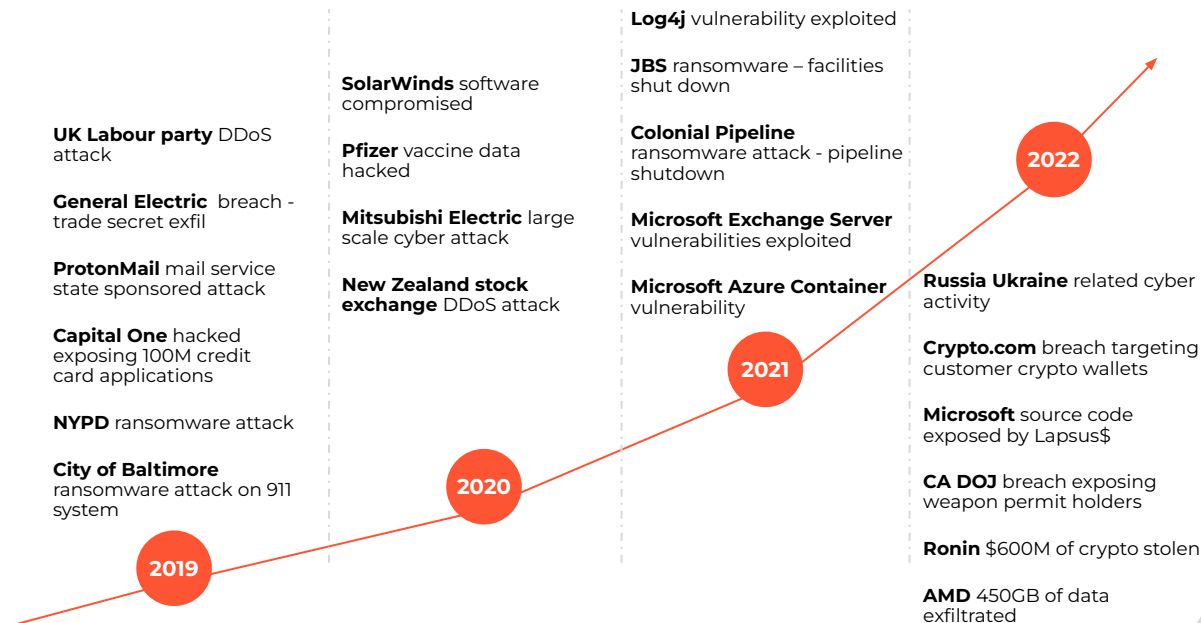 UK Labour party DDoS
attack
General Electric breach -
trade secret exfil
ProtonMail mail service
state sponsored attack
Capital One hacked
exposing 100M credit
card applications
NYPD ransomware attack
City of Baltimore
ransomware attack on 911
system
2019
SolarWinds software
compromised
Pfizer vaccine data
hacked
Mitsubishi Electric large
scale cyber attack
New Zealand stock
exchange DDoS attack
2020
Log4j vulnerability exploited
JBS ransomware – facilities
shut down
Colonial Pipeline
ransomware attack - pipeline
shutdown
Microsoft Exchange Server
vulnerabilities exploited
Microsoft Azure Container
vulnerability
2021
2022
Russia Ukraine related cyber
activity
Crypto.com breach targeting
customer crypto wallets
Microsoft source code
exposed by Lapsus$
CA DOJ breach exposing
weapon permit holders
Ronin $600M of crypto stolen
AMD 450GB of data
exfiltrated